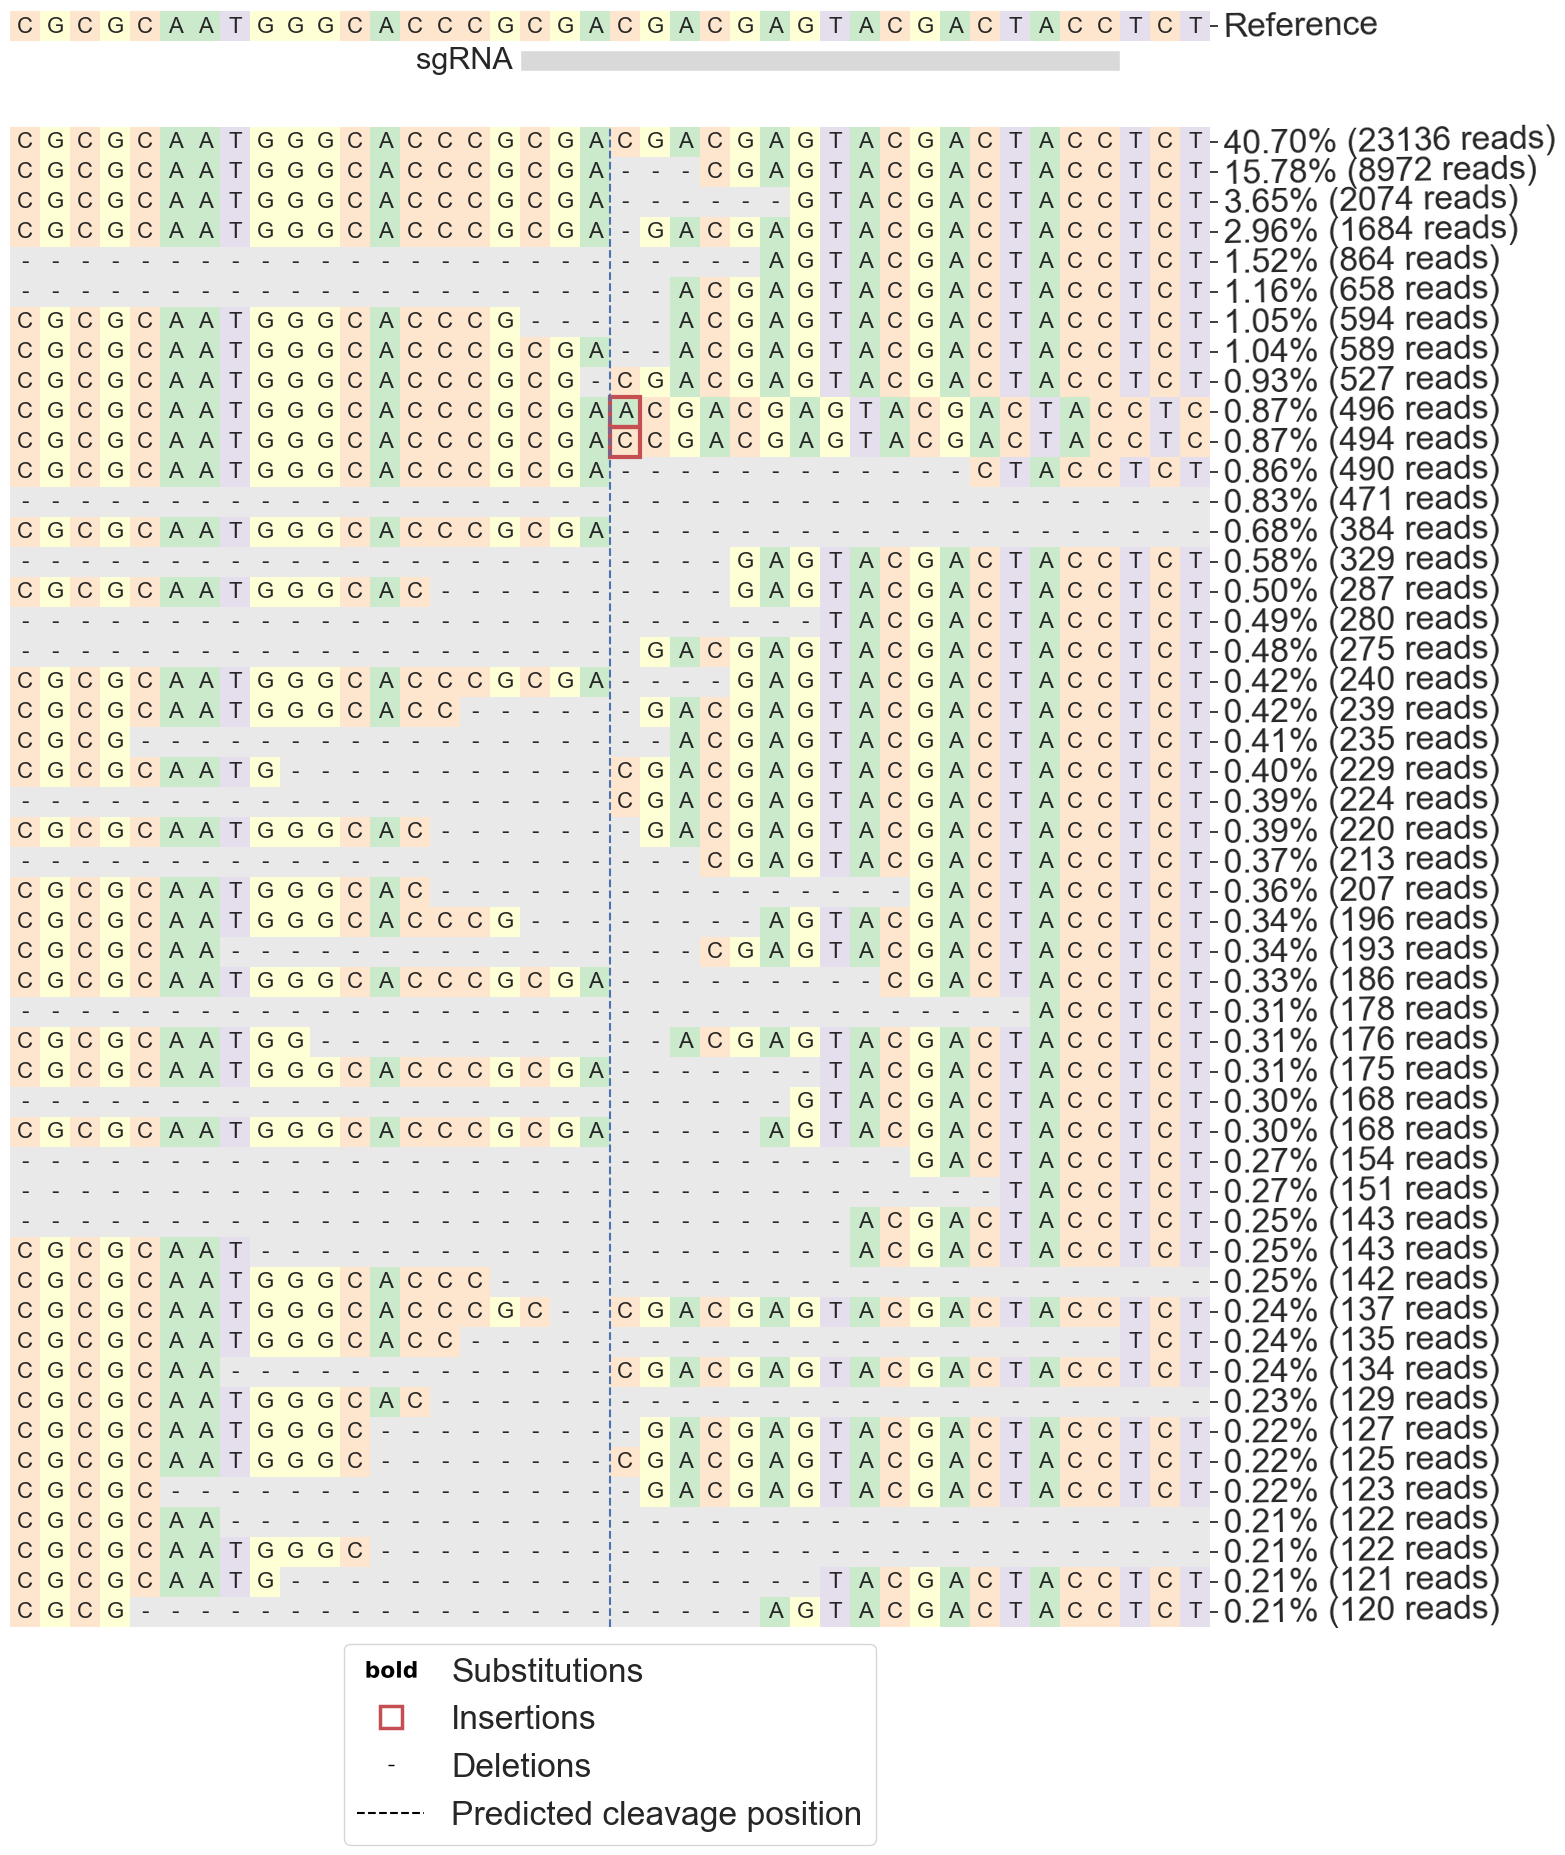 C G C G C A A T G G G C A C C C G C G A C G A C G A G T A C G A C T A C C T C T Reference
sgRNA
C G C G C A A T G G G C A C C C G C G A C G A C G A G T A C G A C T A C C T C T 40.70% (23136 reads)
C G C G C A A T G G G C A C C C G C G A - - - C G A G T A C G A C T A C C T C T 15.78% (8972 reads)
C G C G C A A T G G G C A C C C G C G A - - - - - - G T A C G A C T A C C T C T 3.65% (2074 reads)
C G C G C A A T G G G C A C C C G C G A - G A C G A G T A C G A C T A C C T C T 2.96% (1684 reads)
- - - - - - - - - - - - - - - - - - - - - - - - - A G T A C G A C T A C C T C T 1.52% (864 reads)
- - - - - - - - - - - - - - - - - - - - - - A C G A G T A C G A C T A C C T C T 1.16% (658 reads)
C G C G C A A T G G G C A C C C G - - - - - A C G A G T A C G A C T A C C T C T 1.05% (594 reads)
C G C G C A A T G G G C A C C C G C G A - - A C G A G T A C G A C T A C C T C T 1.04% (589 reads)
C G C G C A A T G G G C A C C C G C G - C G A C G A G T A C G A C T A C C T C T 0.93% (527 reads)
C G C G C A A T G G G C A C C C G C G A A C G A C G A G T A C G A C T A C C T C 0.87% (496 reads)
C G C G C A A T G G G C A C C C G C G A C C G A C G A G T A C G A C T A C C T C 0.87% (494 reads)
C G C G C A A T G G G C A C C C G C G A - - - - - - - - - - - - C T A C C T C T 0.86% (490 reads)
- - - - - - - - - - - - - - - - - - - - - - - - - - - - - - - - - - - - - - - - 0.83% (471 reads)
C G C G C A A T G G G C A C C C G C G A - - - - - - - - - - - - - - - - - - - - 0.68% (384 reads)
- - - - - - - - - - - - - - - - - - - - - - - - G A G T A C G A C T A C C T C T 0.58% (329 reads)
C G C G C A A T G G G C A C - - - - - - - - - - G A G T A C G A C T A C C T C T 0.50% (287 reads)
- - - - - - - - - - - - - - - - - - - - - - - - - - - T A C G A C T A C C T C T 0.49% (280 reads)
- - - - - - - - - - - - - - - - - - - - - G A C G A G T A C G A C T A C C T C T 0.48% (275 reads)
C G C G C A A T G G G C A C C C G C G A - - - - G A G T A C G A C T A C C T C T 0.42% (240 reads)
C G C G C A A T G G G C A C C - - - - - - G A C G A G T A C G A C T A C C T C T 0.42% (239 reads)
C G C G - - - - - - - - - - - - - - - - - - A C G A G T A C G A C T A C C T C T 0.41% (235 reads)
C G C G C A A T G - - - - - - - - - - - C G A C G A G T A C G A C T A C C T C T 0.40% (229 reads)
- - - - - - - - - - - - - - - - - - - - C G A C G A G T A C G A C T A C C T C T 0.39% (224 reads)
C G C G C A A T G G G C A C - - - - - - - G A C G A G T A C G A C T A C C T C T 0.39% (220 reads)
- - - - - - - - - - - - - - - - - - - - - - - C G A G T A C G A C T A C C T C T 0.37% (213 reads)
C G C G C A A T G G G C A C - - - - - - - - - - - - - - - - G A C T A C C T C T 0.36% (207 reads)
C G C G C A A T G G G C A C C C G - - - - - - - - A G T A C G A C T A C C T C T 0.34% (196 reads)
C G C G C A A - - - - - - - - - - - - - - - - C G A G T A C G A C T A C C T C T 0.34% (193 reads)
C G C G C A A T G G G C A C C C G C G A - - - - - - - - - C G A C T A C C T C T 0.33% (186 reads)
- - - - - - - - - - - - - - - - - - - - - - - - - - - - - - - - - - A C C T C T 0.31% (178 reads)
C G C G C A A T G G - - - - - - - - - - - - A C G A G T A C G A C T A C C T C T 0.31% (176 reads)
C G C G C A A T G G G C A C C C G C G A - - - - - - - T A C G A C T A C C T C T 0.31% (175 reads)
- - - - - - - - - - - - - - - - - - - - - - - - - - G T A C G A C T A C C T C T 0.30% (168 reads)
C G C G C A A T G G G C A C C C G C G A - - - - - A G T A C G A C T A C C T C T 0.30% (168 reads)
- - - - - - - - - - - - - - - - - - - - - - - - - - - - - - G A C T A C C T C T 0.27% (154 reads)
- - - - - - - - - - - - - - - - - - - - - - - - - - - - - - - - - T A C C T C T 0.27% (151 reads)
- - - - - - - - - - - - - - - - - - - - - - - - - - - - A C G A C T A C C T C T 0.25% (143 reads)
C G C G C A A T - - - - - - - - - - - - - - - - - - - - A C G A C T A C C T C T 0.25% (143 reads)
C G C G C A A T G G G C A C C C - - - - - - - - - - - - - - - - - - - - - - - - 0.25% (142 reads)
C G C G C A A T G G G C A C C C G C - - C G A C G A G T A C G A C T A C C T C T 0.24% (137 reads)
C G C G C A A T G G G C A C C - - - - - - - - - - - - - - - - - - - - - - T C T 0.24% (135 reads)
C G C G C A A - - - - - - - - - - - - - C G A C G A G T A C G A C T A C C T C T 0.24% (134 reads)
C G C G C A A T G G G C A C - - - - - - - - - - - - - - - - - - - - - - - - - - 0.23% (129 reads)
C G C G C A A T G G G C - - - - - - - - - G A C G A G T A C G A C T A C C T C T 0.22% (127 reads)
C G C G C A A T G G G C - - - - - - - - C G A C G A G T A C G A C T A C C T C T 0.22% (125 reads)
C G C G C - - - - - - - - - - - - - - - - G A C G A G T A C G A C T A C C T C T 0.22% (123 reads)
C G C G C A A - - - - - - - - - - - - - - - - - - - - - - - - - - - - - - - - - 0.21% (122 reads)
C G C G C A A T G G G C - - - - - - - - - - - - - - - - - - - - - - - - - - - - 0.21% (122 reads)
C G C G C A A T G - - - - - - - - - - - - - - - - - - T A C G A C T A C C T C T 0.21% (121 reads)
C G C G - - - - - - - - - - - - - - - - - - - - - A G T A C G A C T A C C T C T 0.21% (120 reads)
bold Substitutions
Insertions
- Deletions
Predicted cleavage position